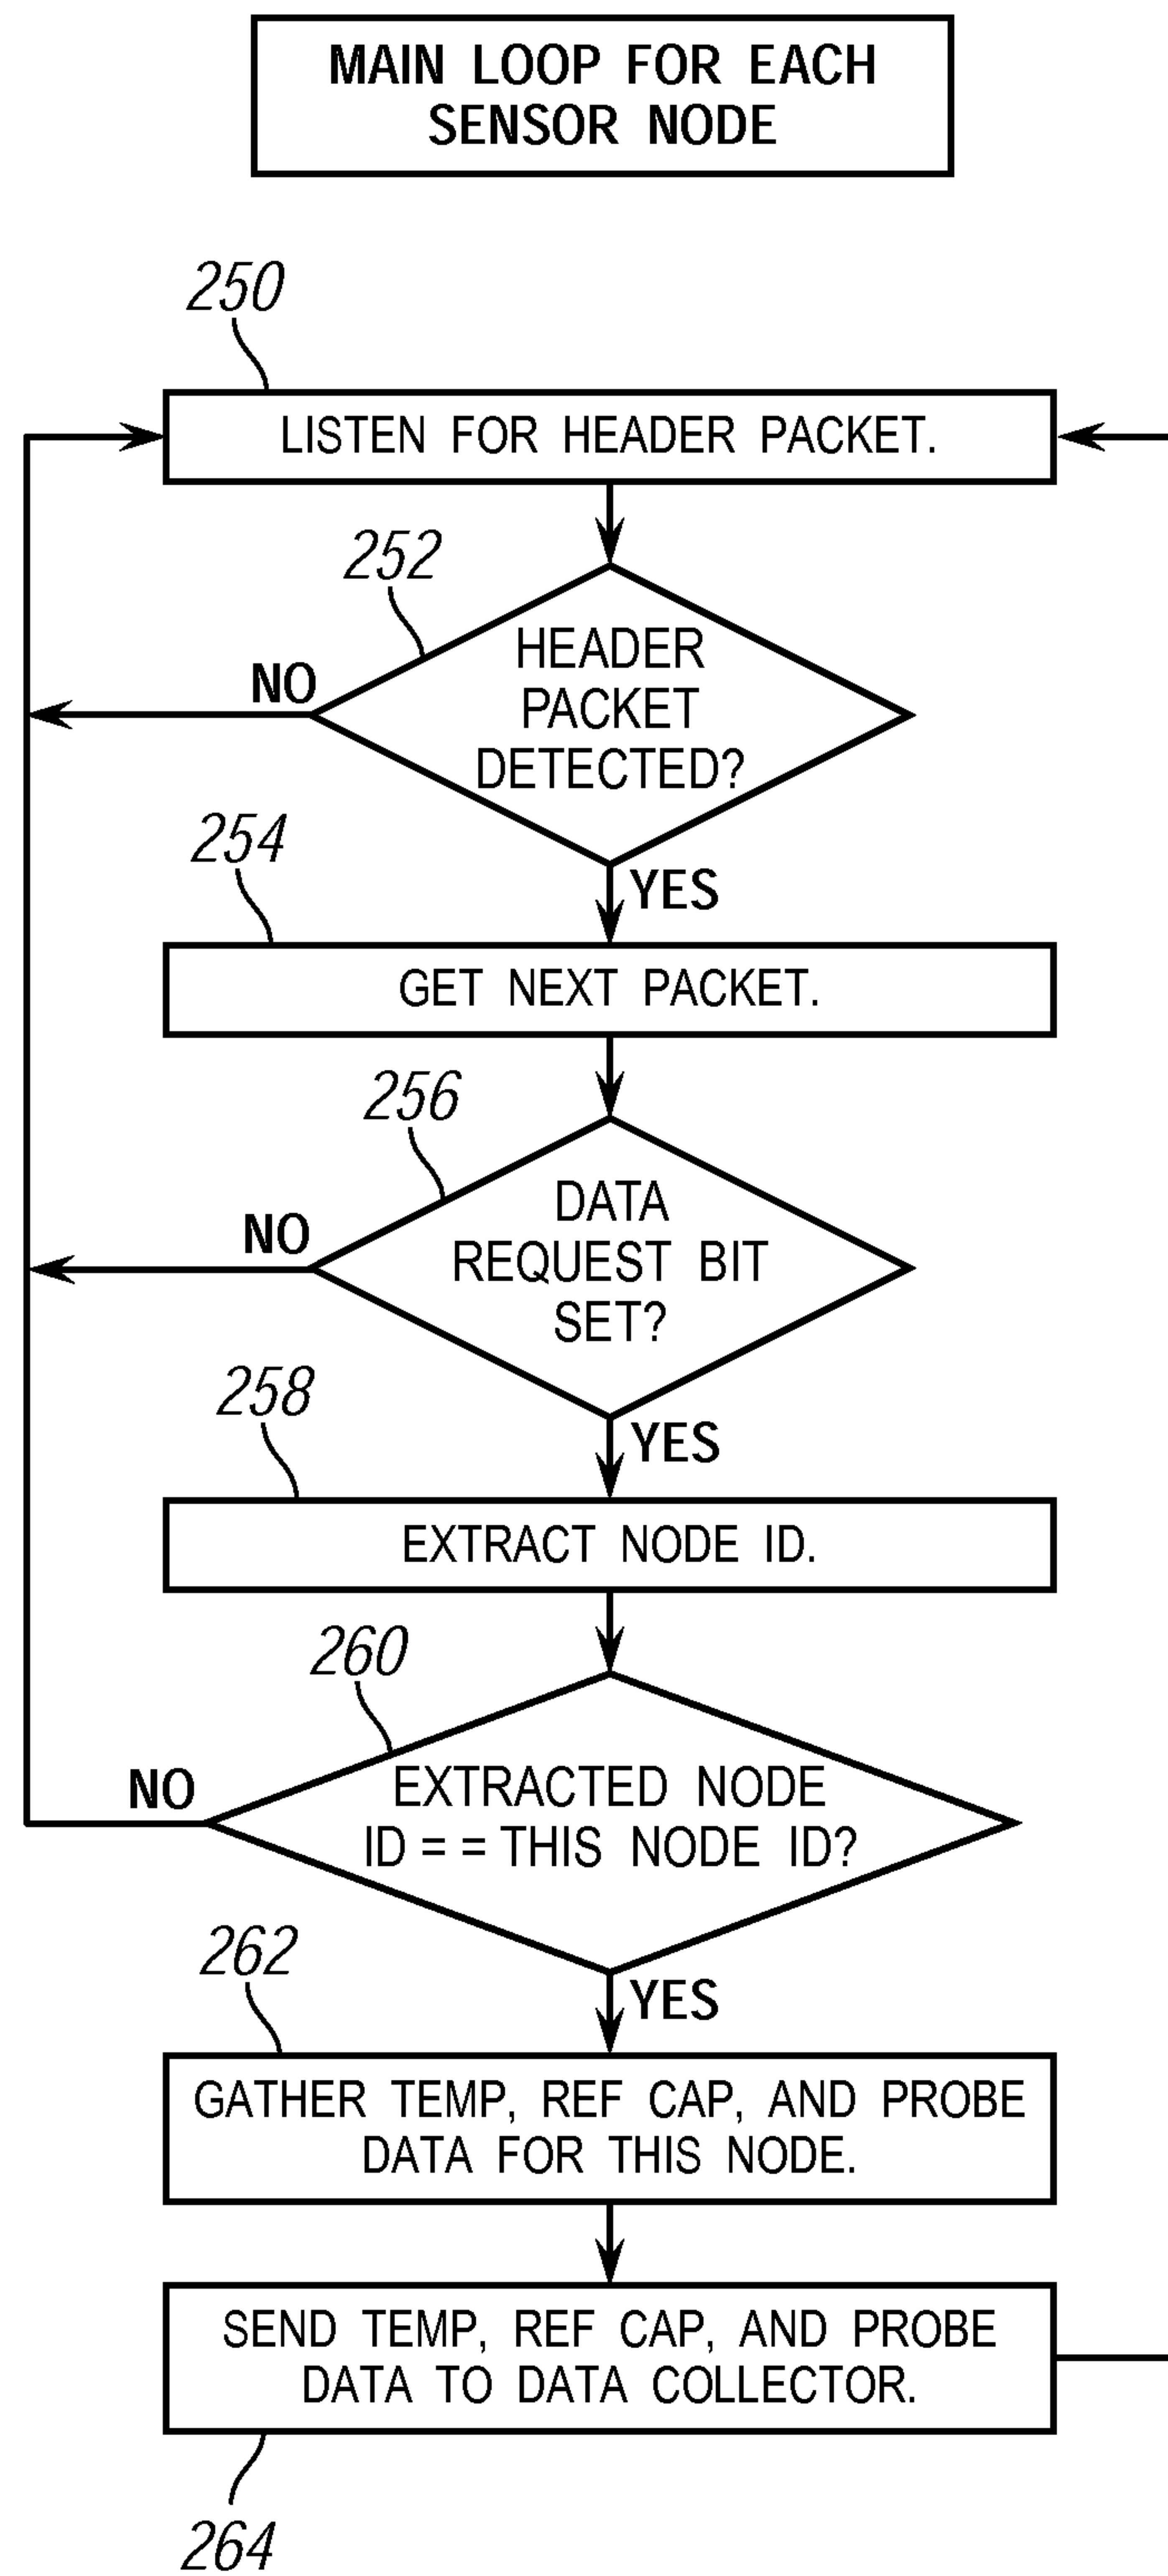 MAIN LOOP FOR EACH
SENSOR NODE
250
LISTEN FOR HEADER PACKET.
252
HEADER
PACKET
DETECTED?
NO
YES
254
GET NEXT PACKET.
256
DATA
REQUEST BIT
SET?
NO
YES
258
EXTRACT NODE ID.
260
EXTRACTED NODE
ID = = THIS NODE ID?
NO
YES
262
GATHER TEMP, REF CAP, AND PROBE
DATA FOR THIS NODE.
SEND TEMP, REF CAP, AND PROBE
DATA TO DATA COLLECTOR.
264